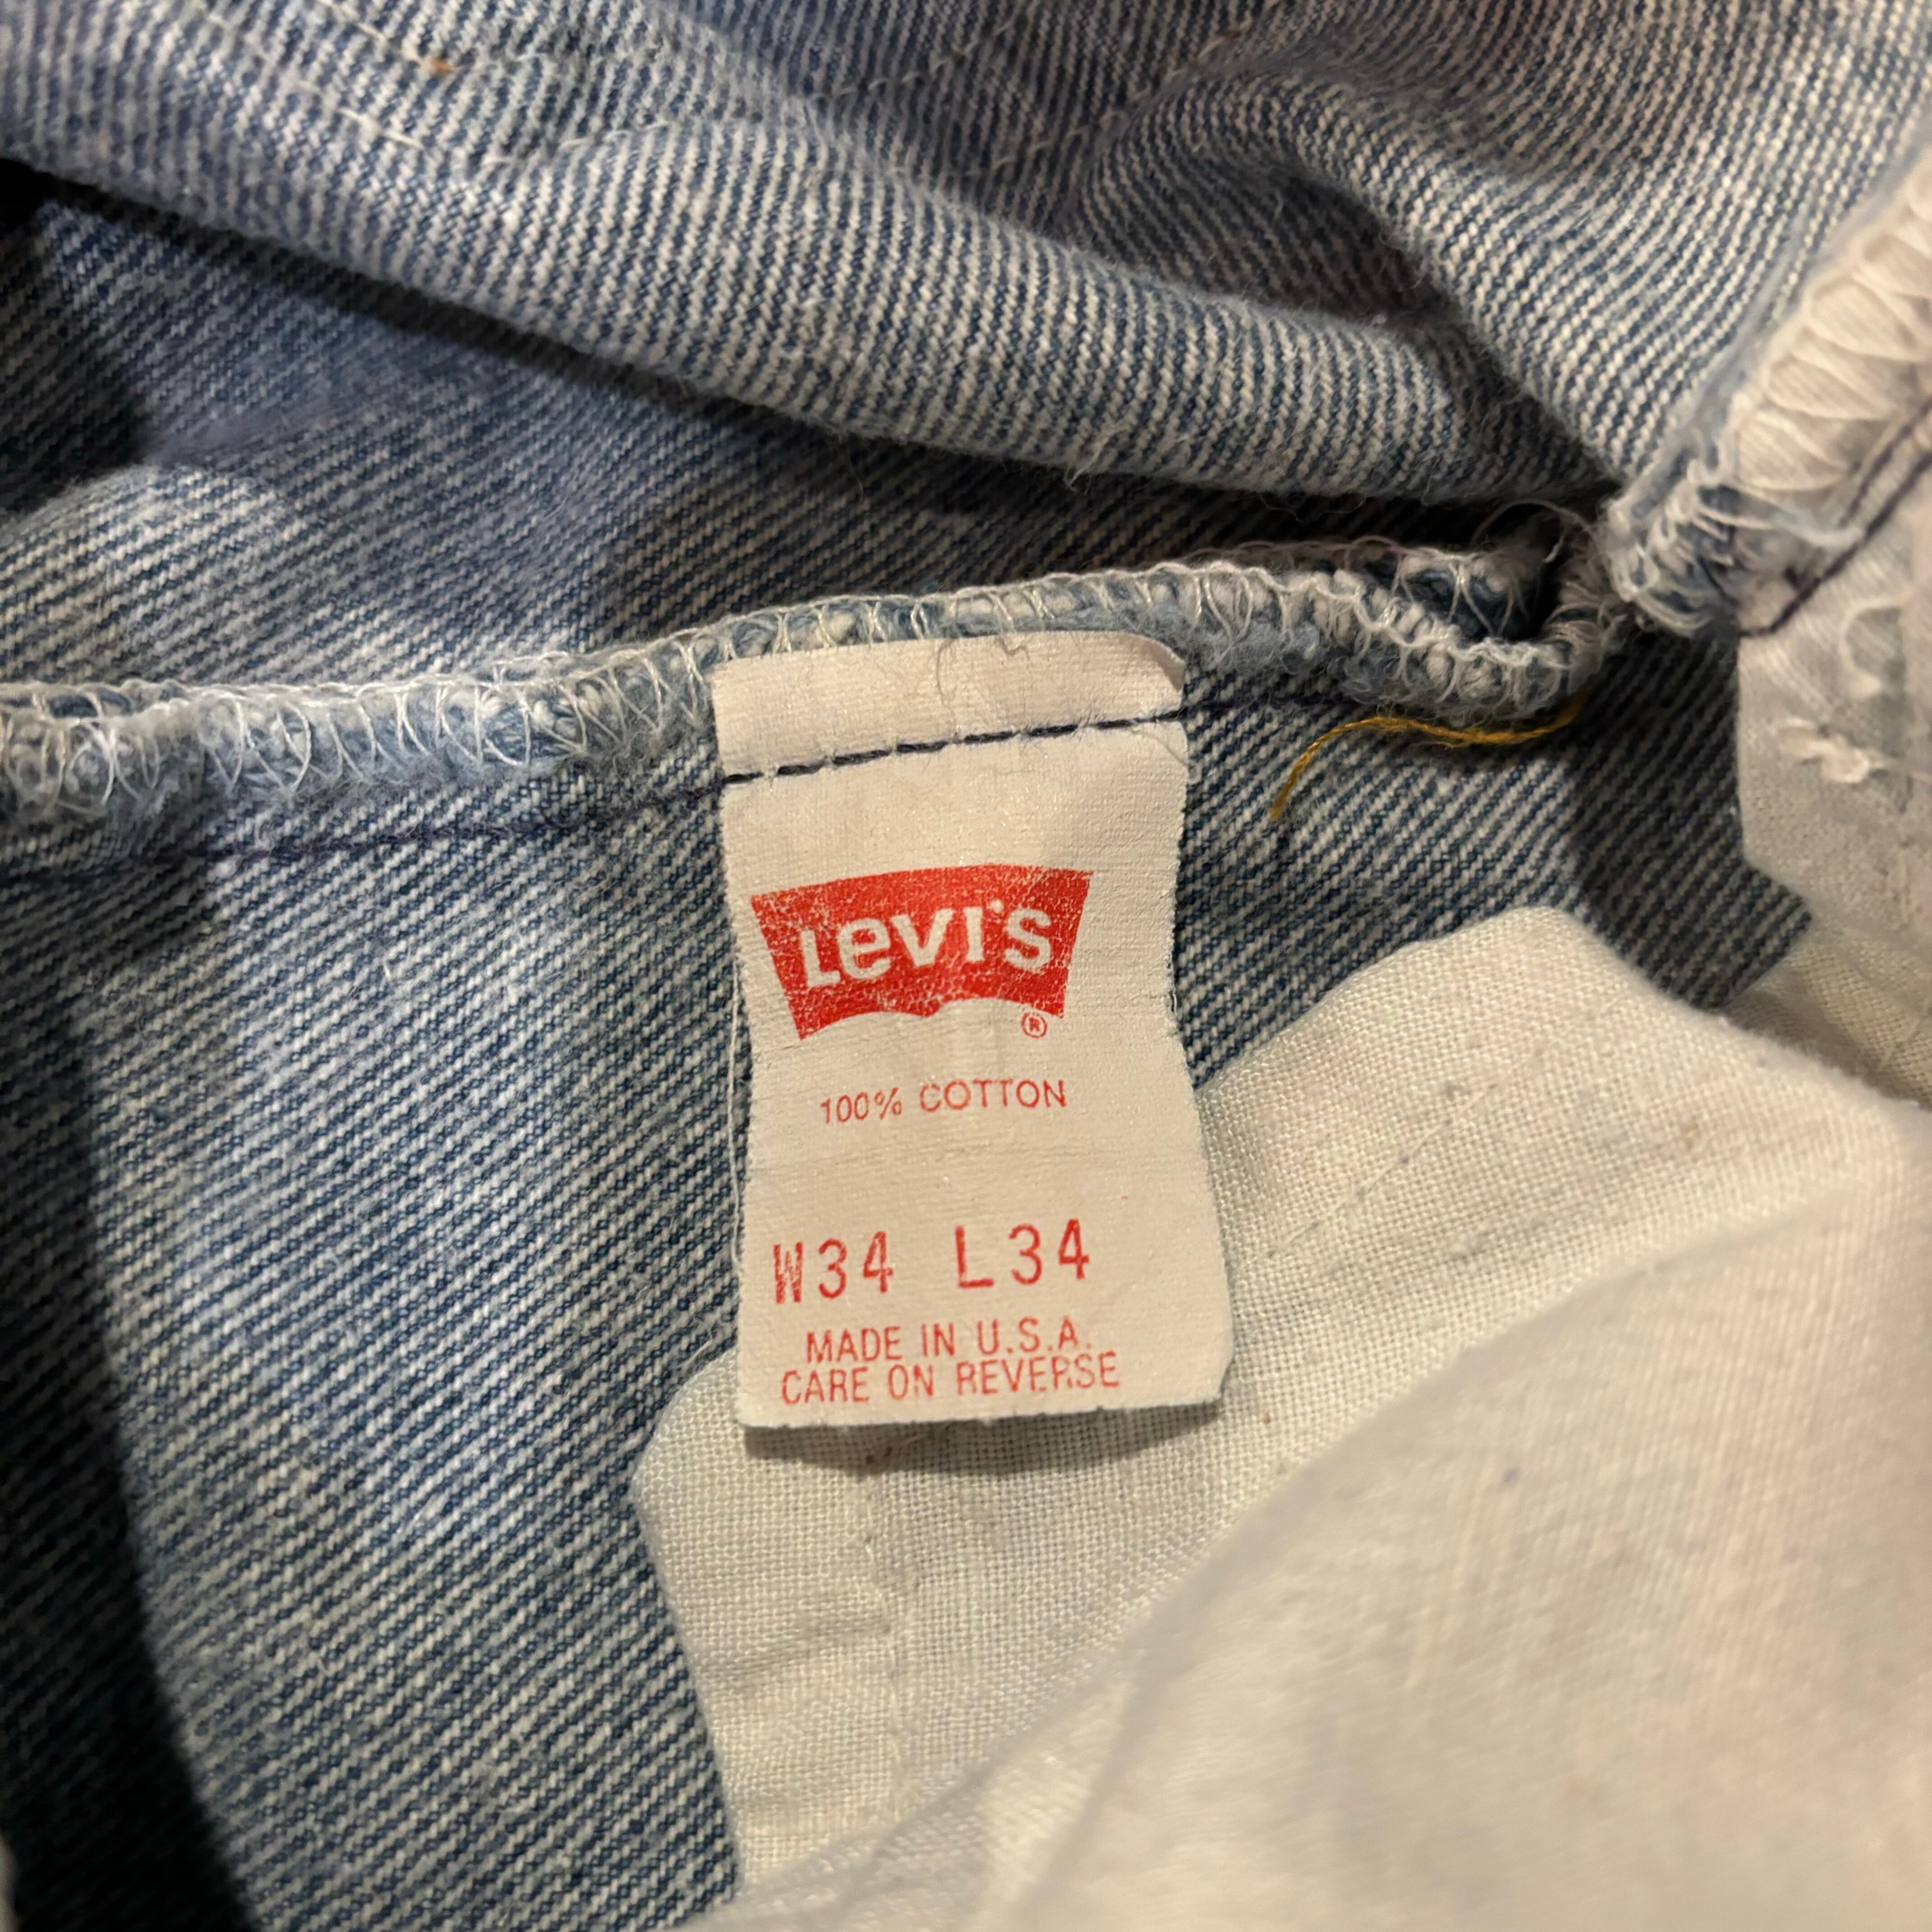 Levi's
®
100% COTTON
W34 L34
MADE IN U.S.A.
CARE ON REVERSE